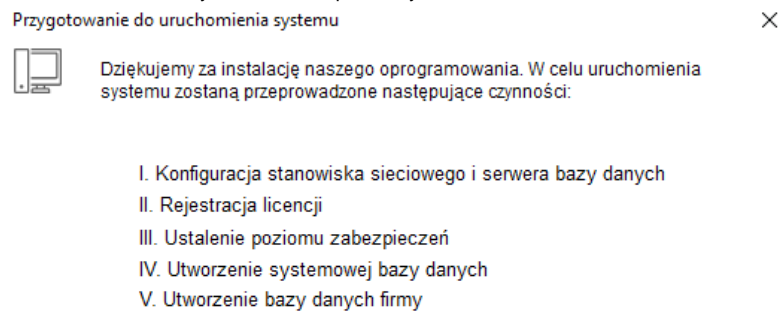 Przygotowanie do uruchomienia systemu
Dziękujemy za instalację naszego oprogramowania. W celu uruchomienia
systemu zostaną przeprowadzone następujące czynności:
I. Konfiguracja stanowiska sieciowego i serwera bazy danych
II. Rejestracja licencji
III. Ustalenie poziomu zabezpieczeń
IV. Utworzenie systemowej bazy danych
V. Utworzenie bazy danych firmy